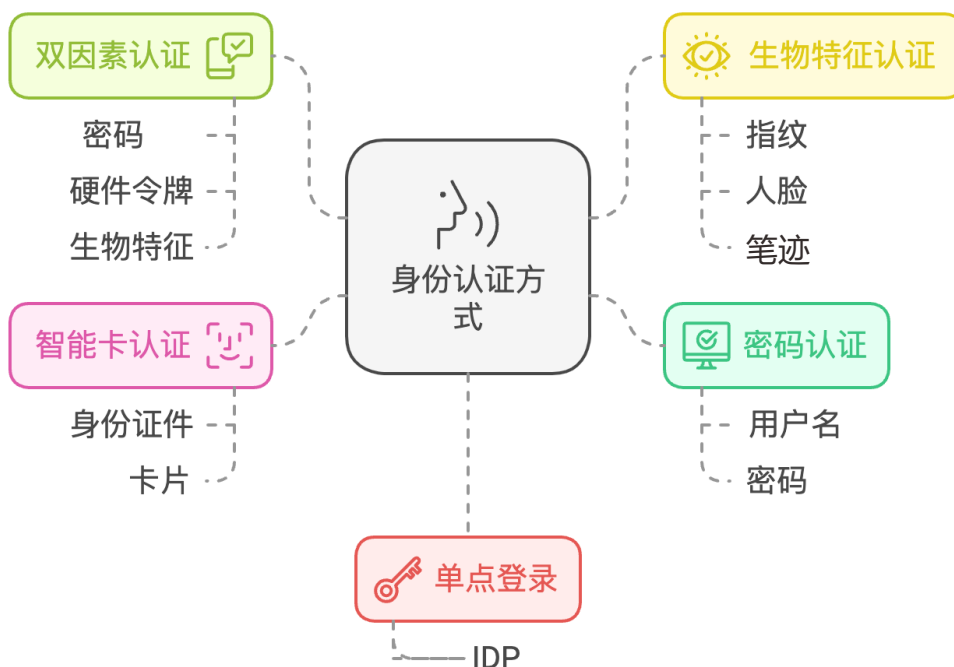 双因素认证
密码
硬件令牌
生物特征
智能卡认证
身份证件
卡片
身份认证方
式
生物特征认证
指纹
人脸
笔迹
密码认证
用户名
密码
单点登录
IDP